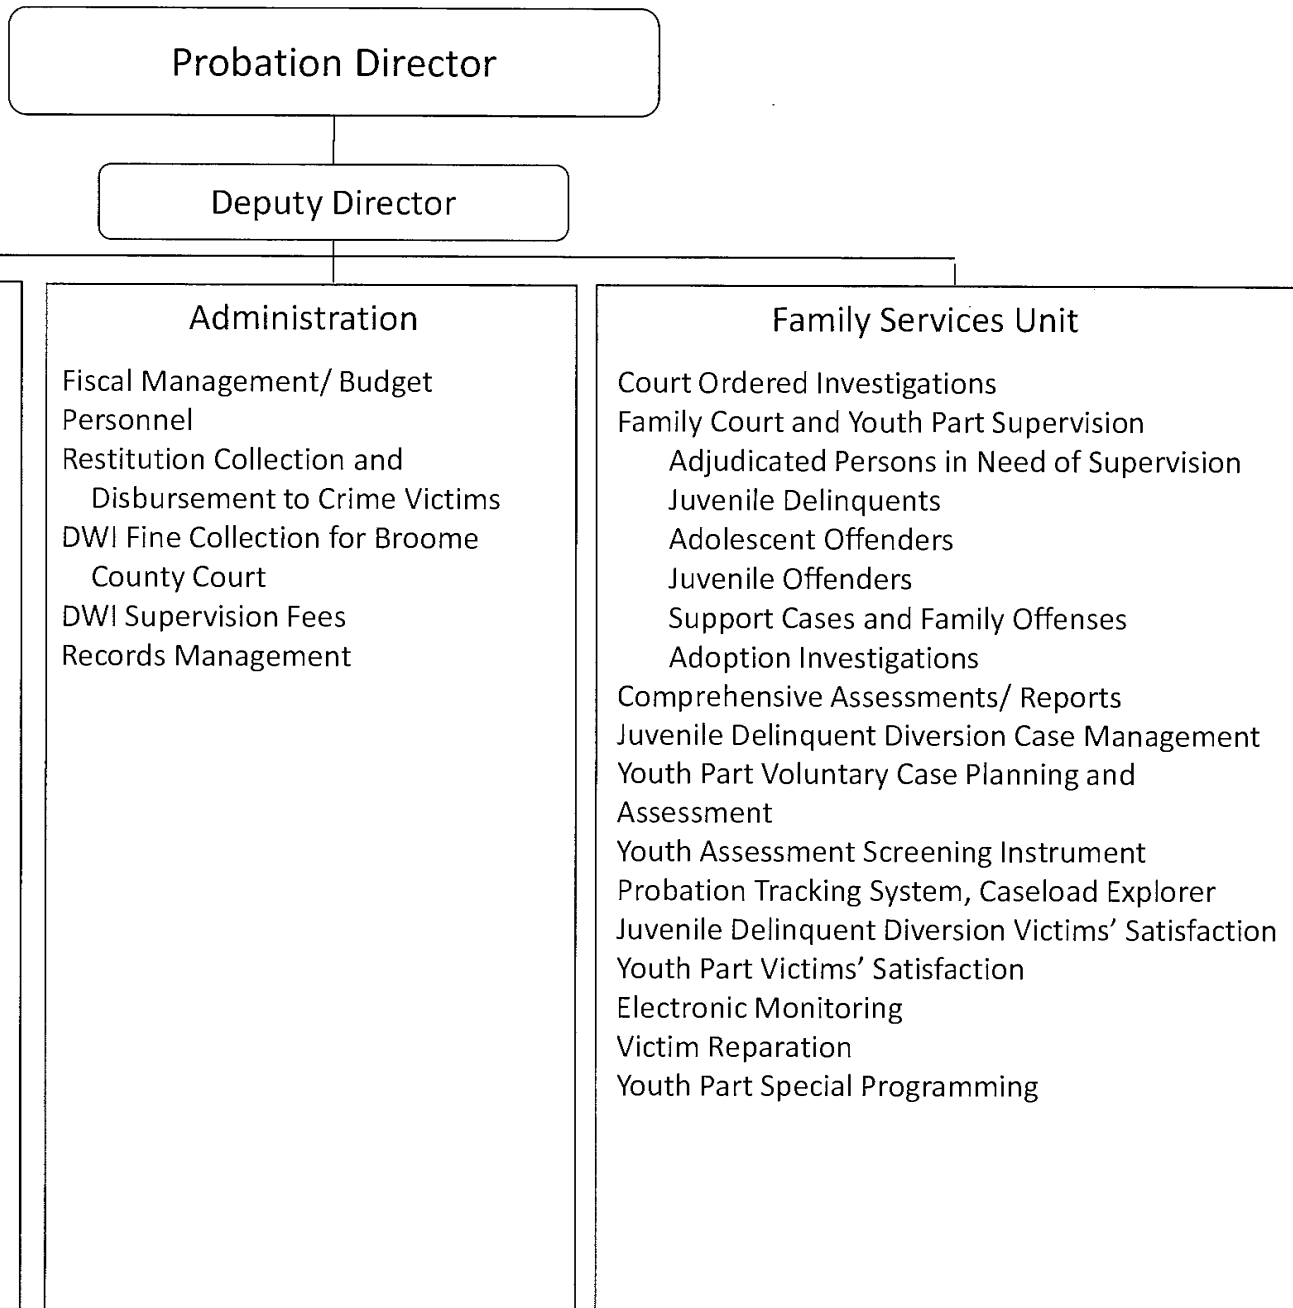 Probation Director
Deputy Director
Administration
Fiscal Management/ Budget
Personnel
Restitution Collection and
Disbursement to Crime Victims
DWI Fine Collection for Broome
County Court
DWI Supervision Fees
Records Management
Family Services Unit
Court Ordered Investigations
Family Court and Youth Part Supervision
Adjudicated Persons in Need of Supervision
Juvenile Delinquents
Adolescent Offenders
Juvenile Offenders
Support Cases and Family Offenses
Adoption Investigations
Comprehensive Assessments/ Reports
Juvenile Delinquent Diversion Case Management
Youth Part Voluntary Case Planning and
Assessment
Youth Assessment Screening Instrument
Probation Tracking System, Caseload Explorer
Juvenile Delinquent Diversion Victims’ Satisfaction
Youth Part Victims’ Satisfaction
Electronic Monitoring
Victim Reparation
Youth Part Special Programming